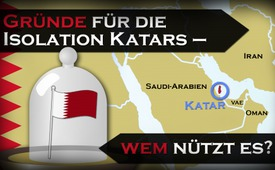 Gründe für die
Isolation Katars –
Iran
Saudi-Arabien
Katar
VAE
Oman
Wem nützt es?